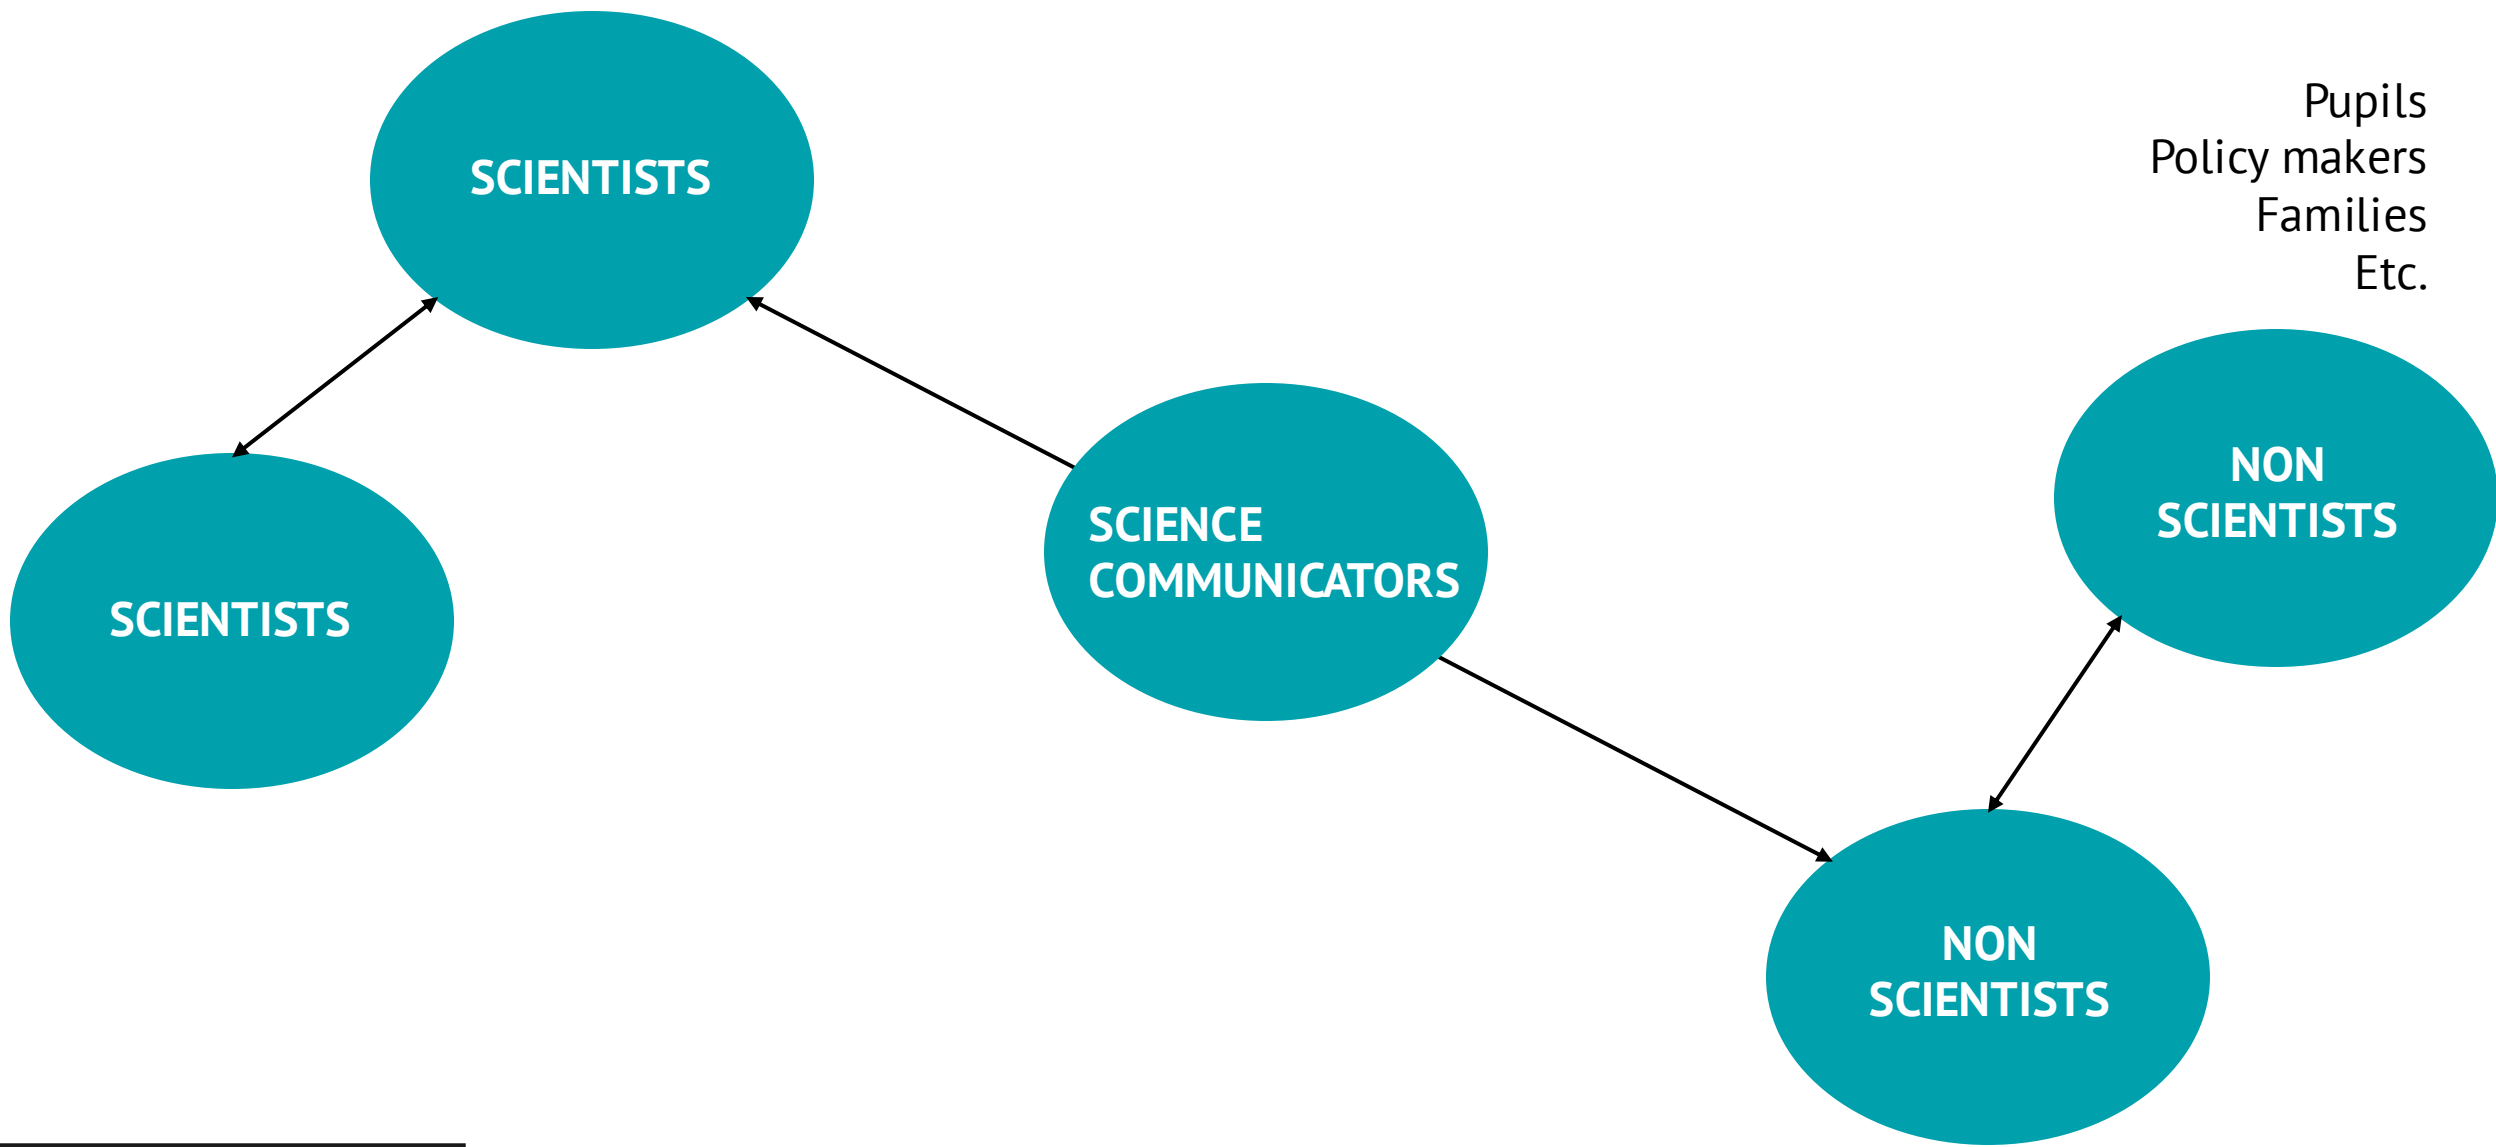 SCIENTISTS
Pupils
Policy makers
Families
Etc.
SCIENCE
COMMUNICATORS
NON
SCIENTISTS
SCIENTISTS
NON
SCIENTISTS